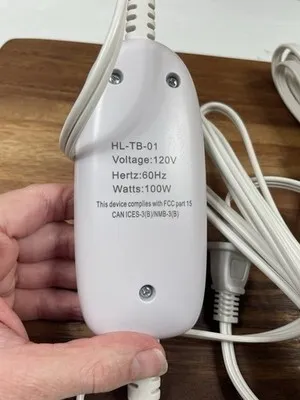 HL-TB-01
Voltage:120V
Hertz:60Hz
Watts:100W
This device complies with FCC part 15
CAN ICES-3(B)/NMB-3(B)